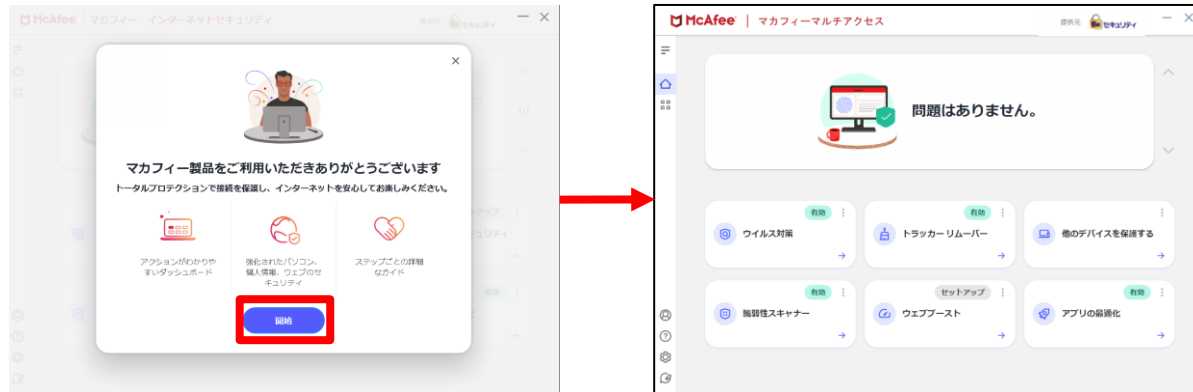 McAfee | マカフィー インターネットセキュリティ
提供元 セキュリティ
マカフィー製品をご利用いただきありがとうございます
トータルプロテクションで接続を保護し、インターネットを安心してお楽しみください。
アクションがわかりや
すいダッシュボード
強化されたパソコン、
個人情報、ウェブのセ
キュリティ
ステップごとの詳細
なガイド
開始
McAfee | マカフィーマルチアクセス
提供元 セキュリティ
問題はありません。
有効
ウイルス対策
有効
トラッカー リムーバー
他のデバイスを保護する
有効
脆弱性スキャナー
セットアップ
ウェブブースト
有効
アプリの最適化